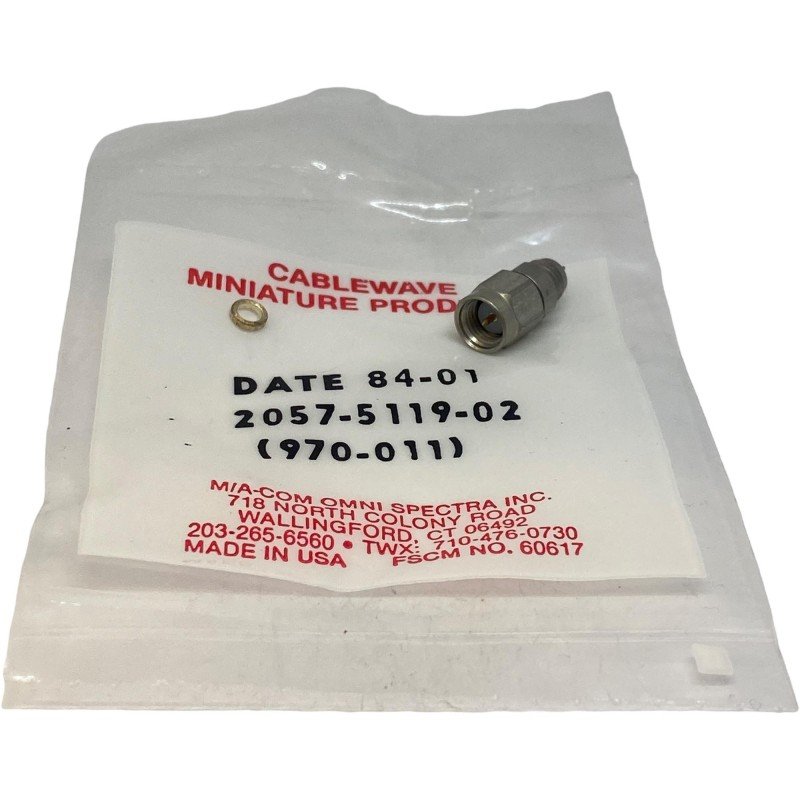 CABLEWAVE
MINIATURE PROD
DATE 84-01
2057-5119-02
(970-011)
M/A-COM OMNI SPECTRA INC.
718 NORTH COLONY ROAD
WALLINGFORD, CT 06492
203-265-6560 • TWX: 710-476-0730
MADE IN USA FSCM NO. 60617